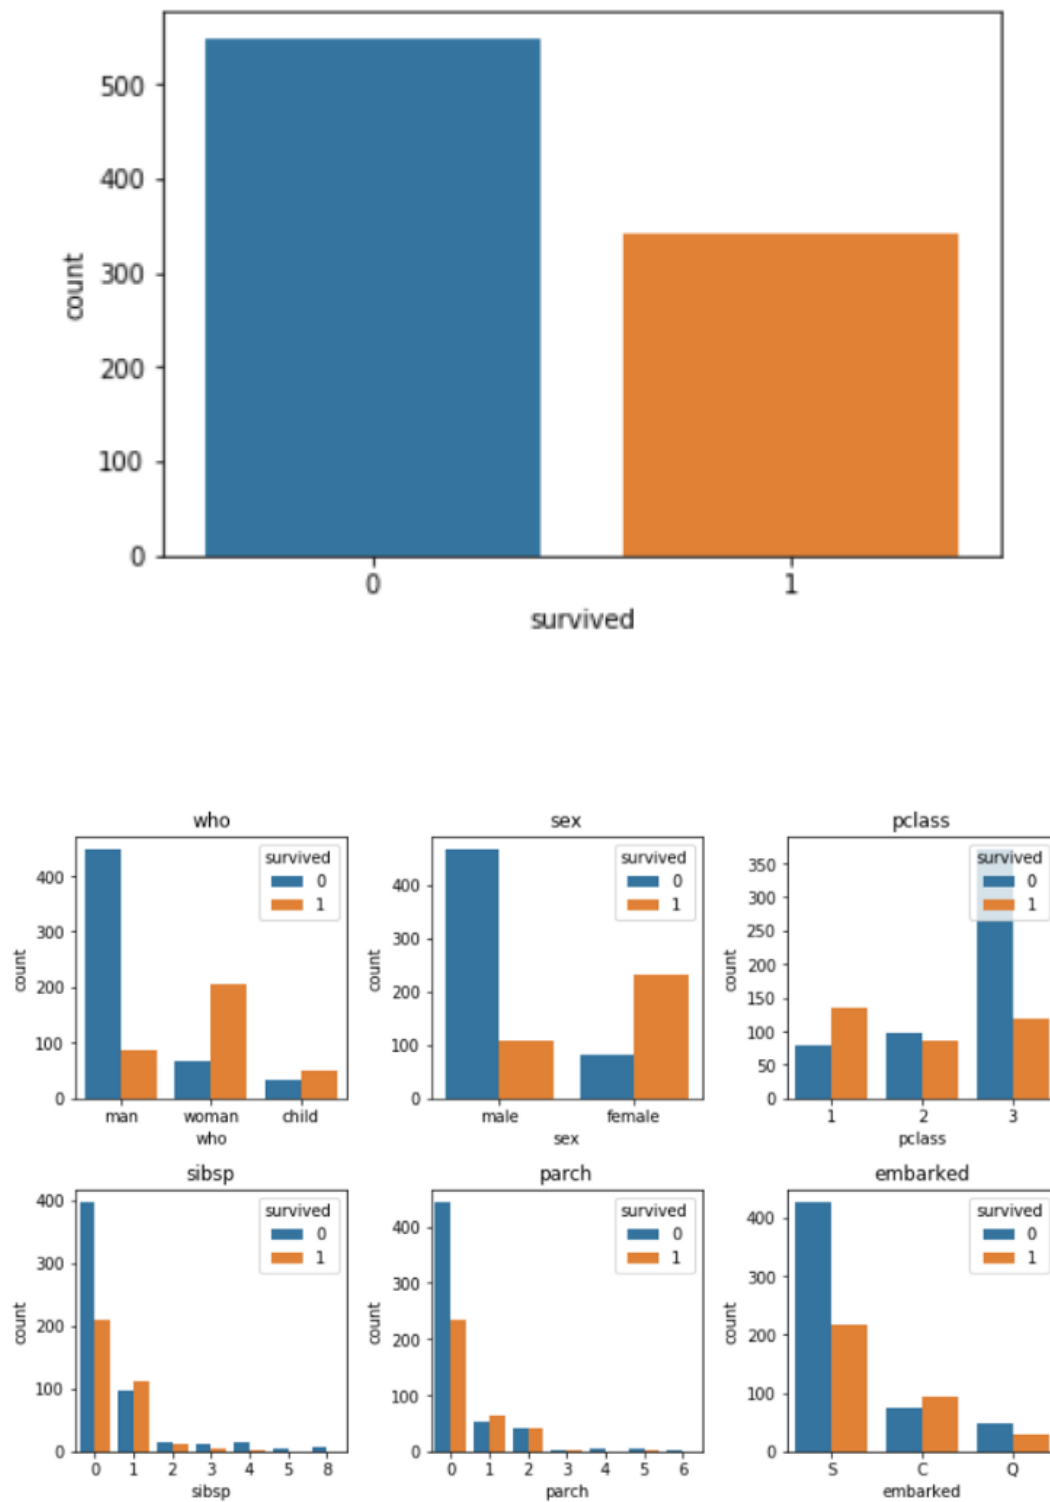 500
400
300
200
100
0
count
0 1
survived
who
400
300
200
100
0
count
survived
0
1
man woman child
who
sex
400
300
200
100
0
count
survived
0
1
male female
sex
pclass
350
300
250
200
150
100
50
0
count
survived
0
1
1 2 3
pclass
sibsp
400
300
200
100
0
count
survived
0
1
0 1 2 3 4 5 8
sibsp
parch
400
300
200
100
0
count
survived
0
1
0 1 2 3 4 5 6
parch
embarked
400
300
200
100
0
count
survived
0
1
S C Q
embarked